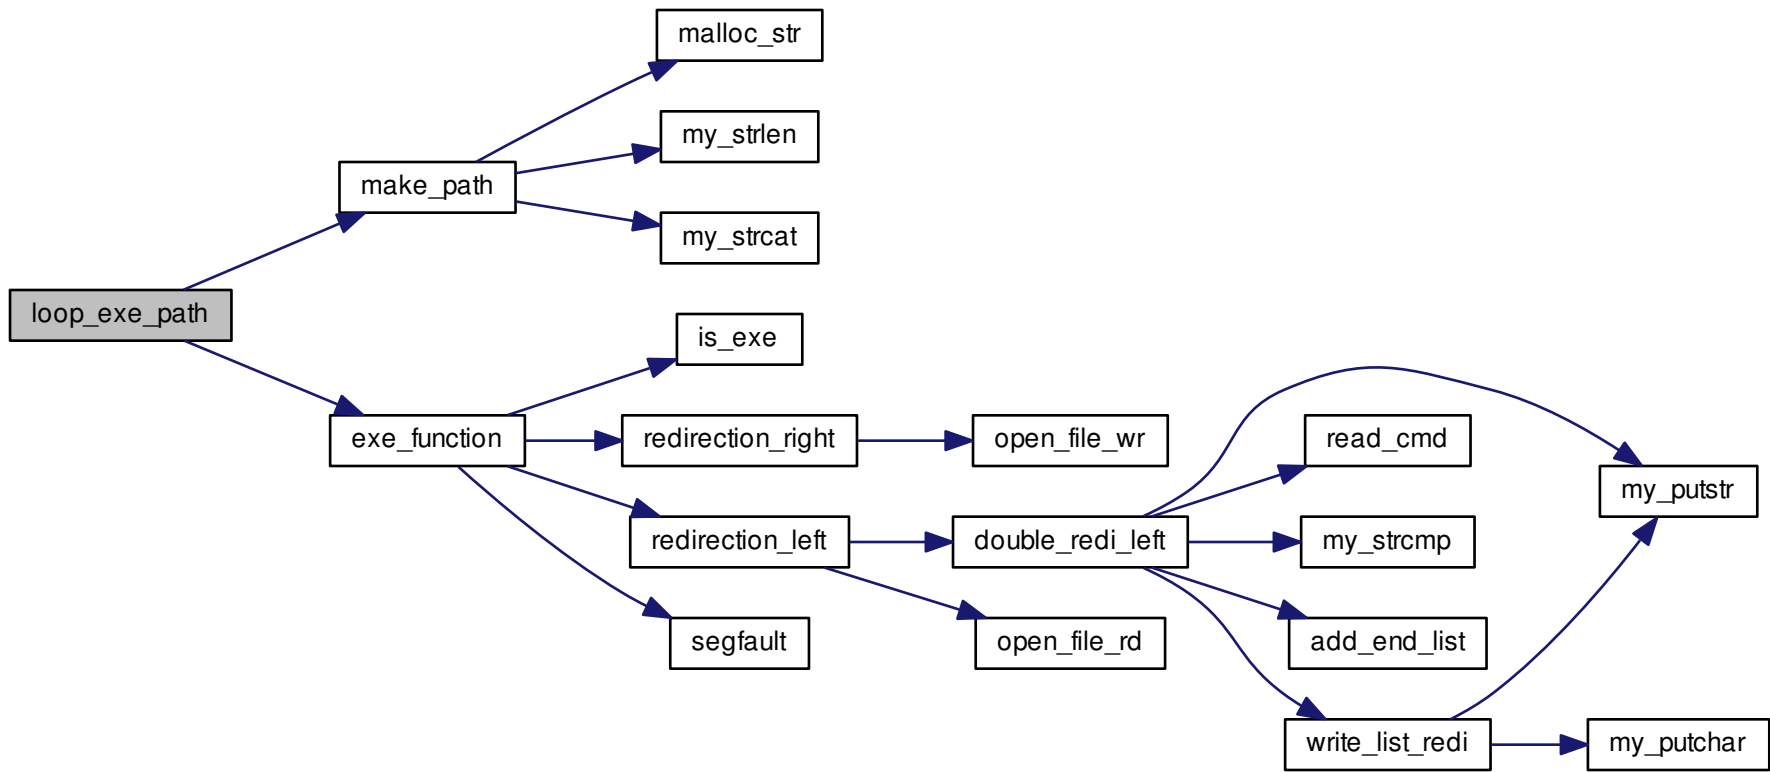 malloc_str
my_strlen
make_path
my_strcat
loop_exe_path
is_exe
exe_function
redirection_right
open_file_wr
read_cmd
my_putstr
redirection_left
double_redi_left
my_strcmp
segfault
open_file_rd
add_end_list
write_list_redi
my_putchar